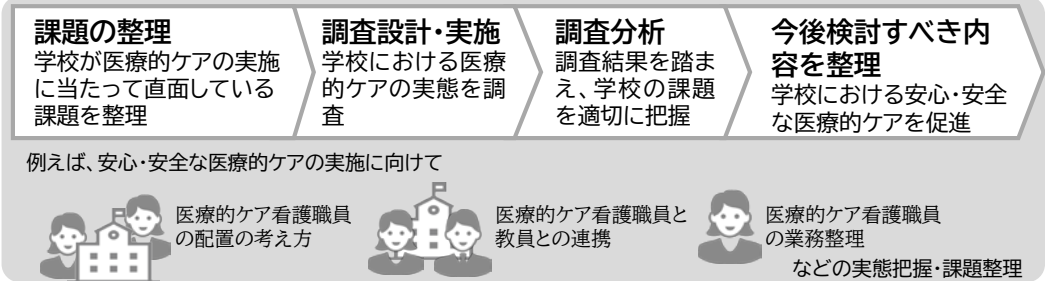 課題の整理
学校が医療的ケアの実施
に当たって直面している
課題を整理
調査設計・実施
学校における医療
的ケアの実態を調
査
調査分析
調査結果を踏ま
え、学校の課題
を適切に把握
今後検討すべき内
容を整理
学校における安心・安全
な医療的ケアを促進
例えば、安心・安全な医療的ケアの実施に向けて
医療的ケア看護職員
の配置の考え方
医療的ケア看護職員と
教員との連携
医療的ケア看護職員
の業務整理
などの実態把握・課題整理